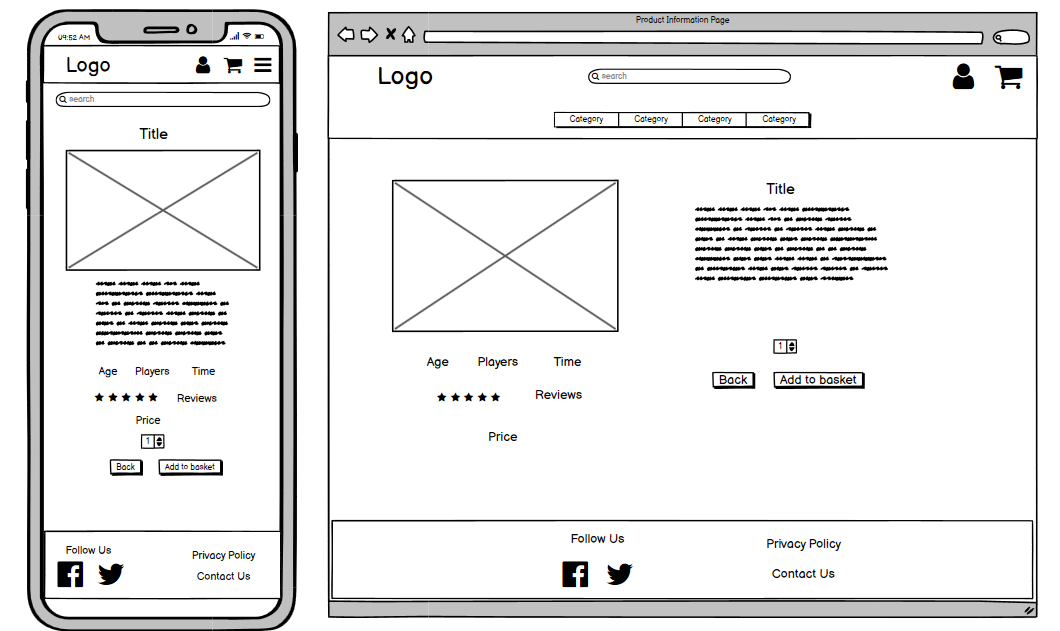 09:52 AM
Logo
search
Title
Age Players Time
Reviews
Price
1
Back Add to basket
Follow Us
Privacy Policy
Contact Us
Product Information Page
Logo
search
Category Category Category Category
Title
Age Players Time
Reviews
Price
1
Back Add to basket
Follow Us
Privacy Policy
Contact Us